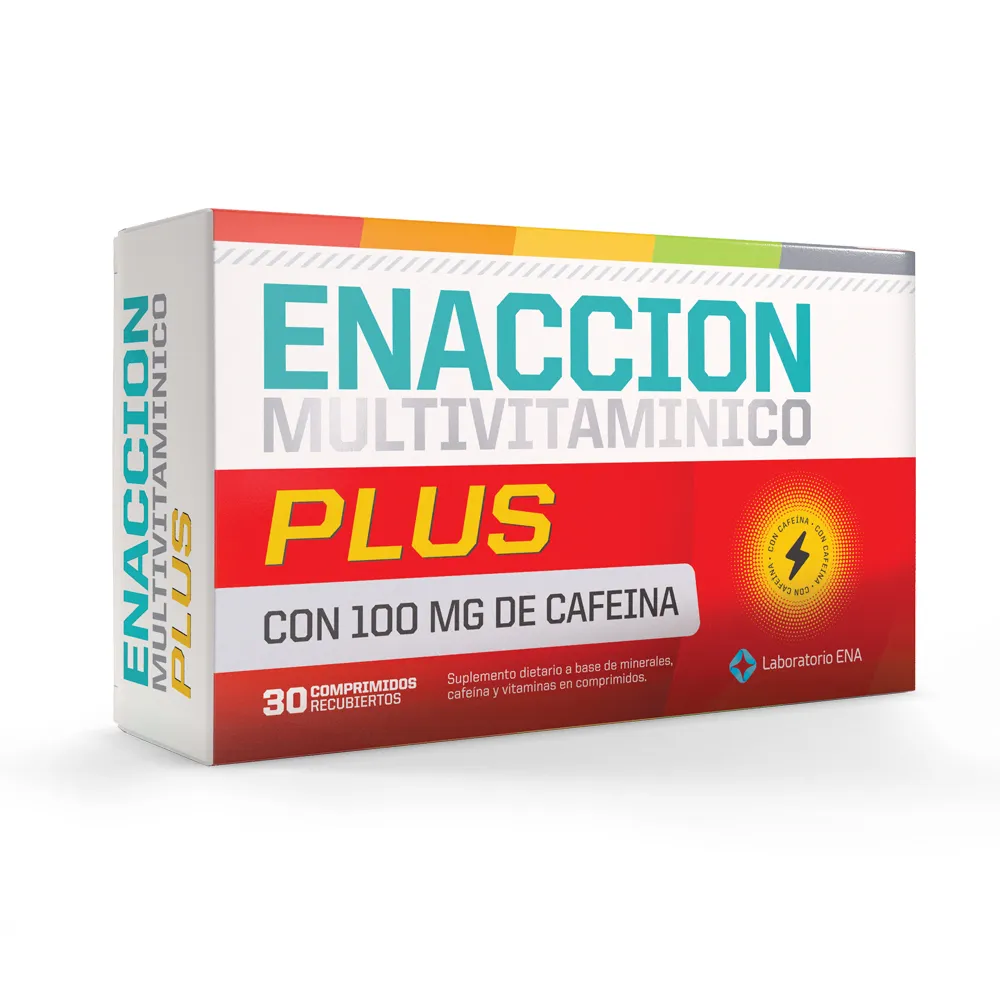 ENACCION
MULTIVITAMINICO
PLUS
CON 100 MG DE CAFEINA
30 COMPRIMIDOS
RECUBIERTOS
Suplemento dietario a base de minerales,
cafeína y vitaminas en comprimidos.
CON CAFEINA · CON CAFEINA · CON CAFEINA ·
Laboratorio ENA
ENACCION
MULTIVITAMINICO
PLUS